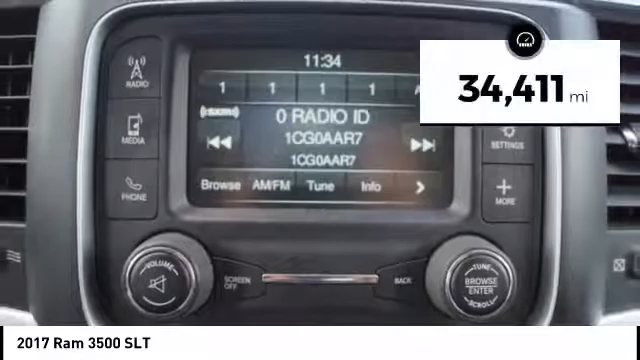 11:34
34,411 mi
1 1 1 1
((SiriusXM))
0 RADIO ID
1CG0AAR7
1CG0AAR7
Browse AM/FM Tune Info
RADIO
MEDIA
PHONE
SETTINGS
MORE
VOLUME
SCREEN OFF
BACK
TUNE
BROWSE
ENTER
SCROLL
2017 Ram 3500 SLT